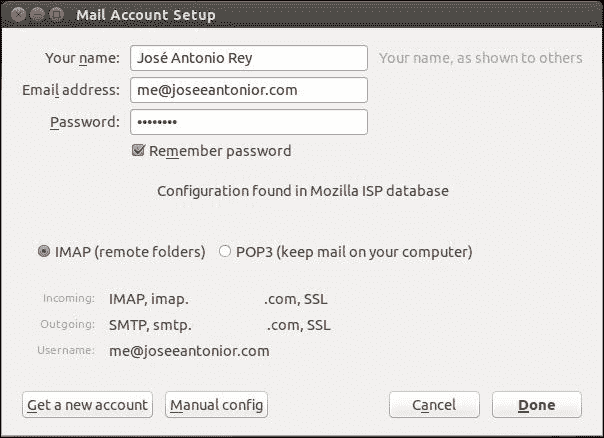 Mail Account Setup
Your name: José Antonio Rey Your name, as shown to others
Email address: me@joseeantonior.com
Password: ••••••••
Remember password
Configuration found in Mozilla ISP database
IMAP (remote folders) POP3 (keep mail on your computer)
Incoming: IMAP, imap. .com, SSL
Outgoing: SMTP, smtp. .com, SSL
Username: me@joseeantonior.com
Get a new account Manual config Cancel Done